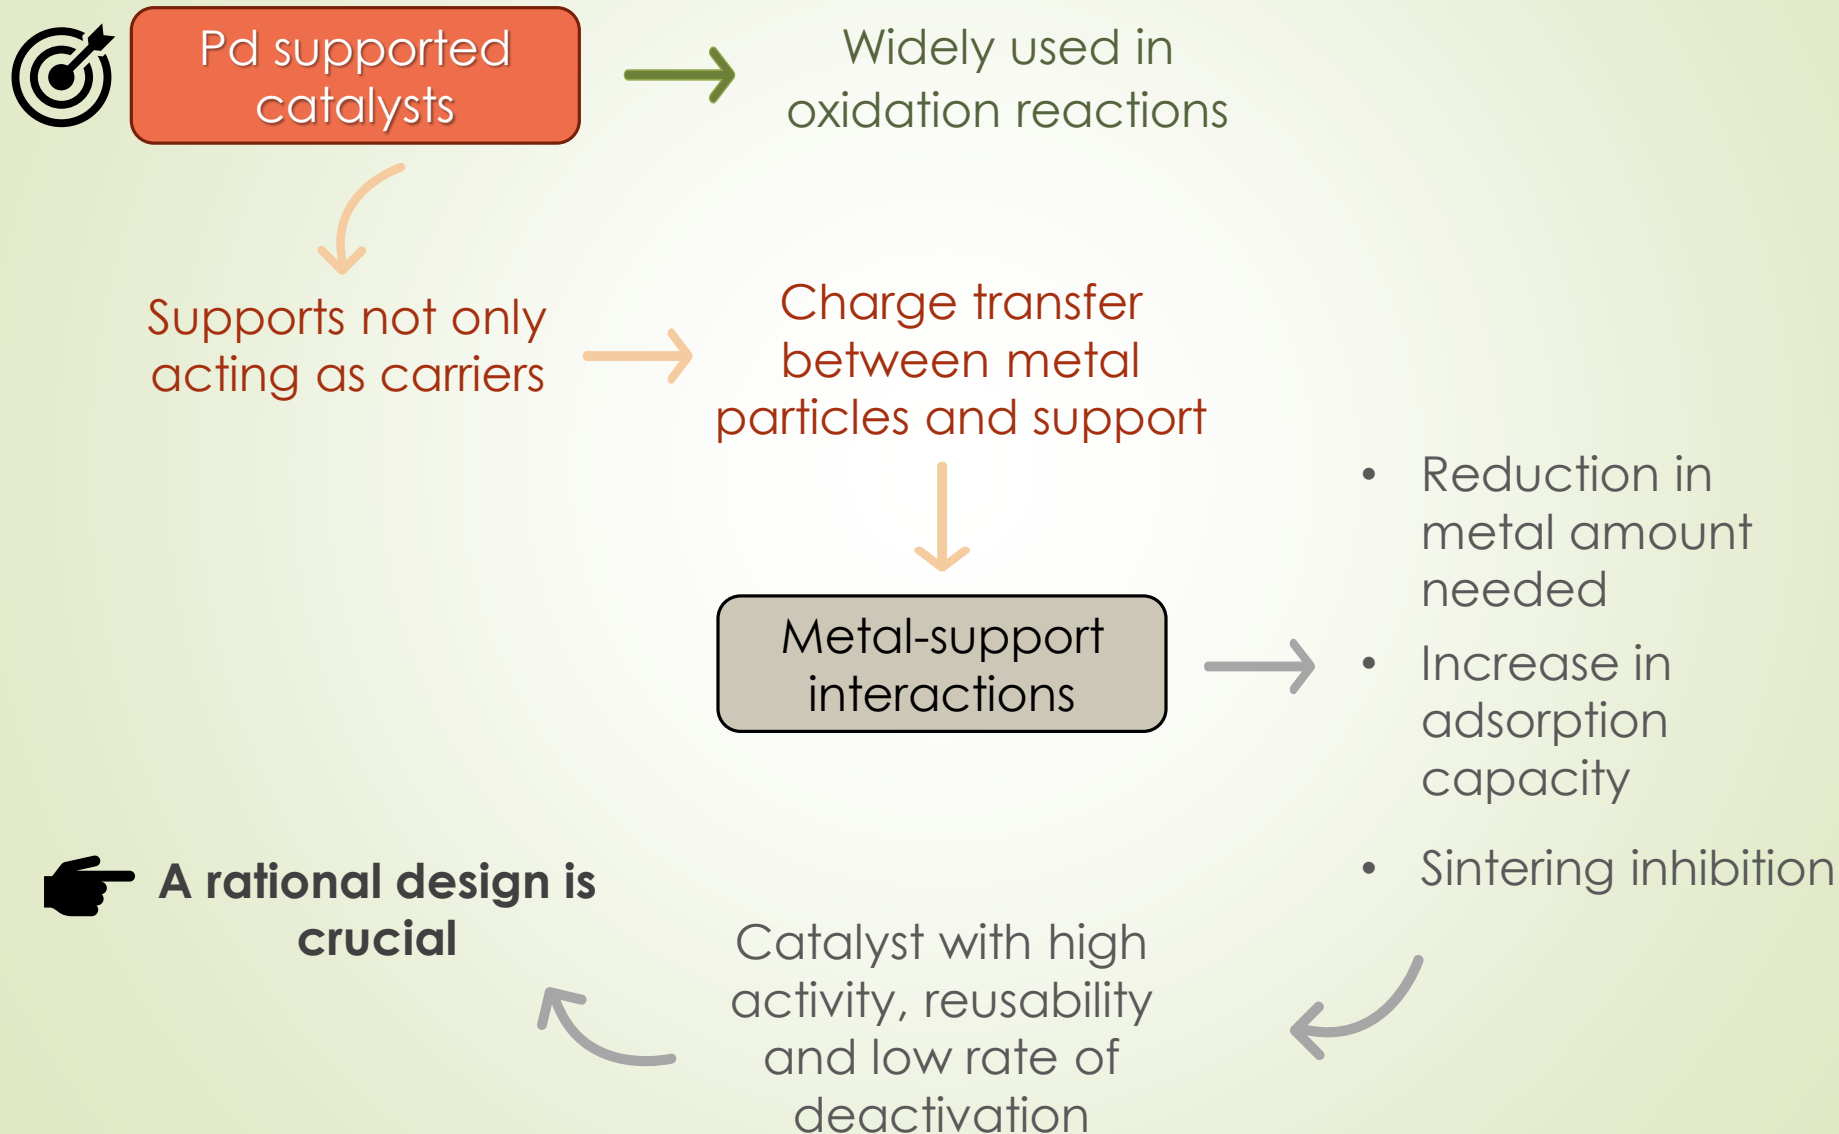 Pd supported
catalysts
Widely used in
oxidation reactions
Supports not only
acting as carriers
Charge transfer
between metal
particles and support
Metal-support
interactions
• Reduction in
metal amount
needed
• Increase in
adsorption
capacity
• Sintering inhibition
Catalyst with high
activity, reusability
and low rate of
deactivation
A rational design is
crucial